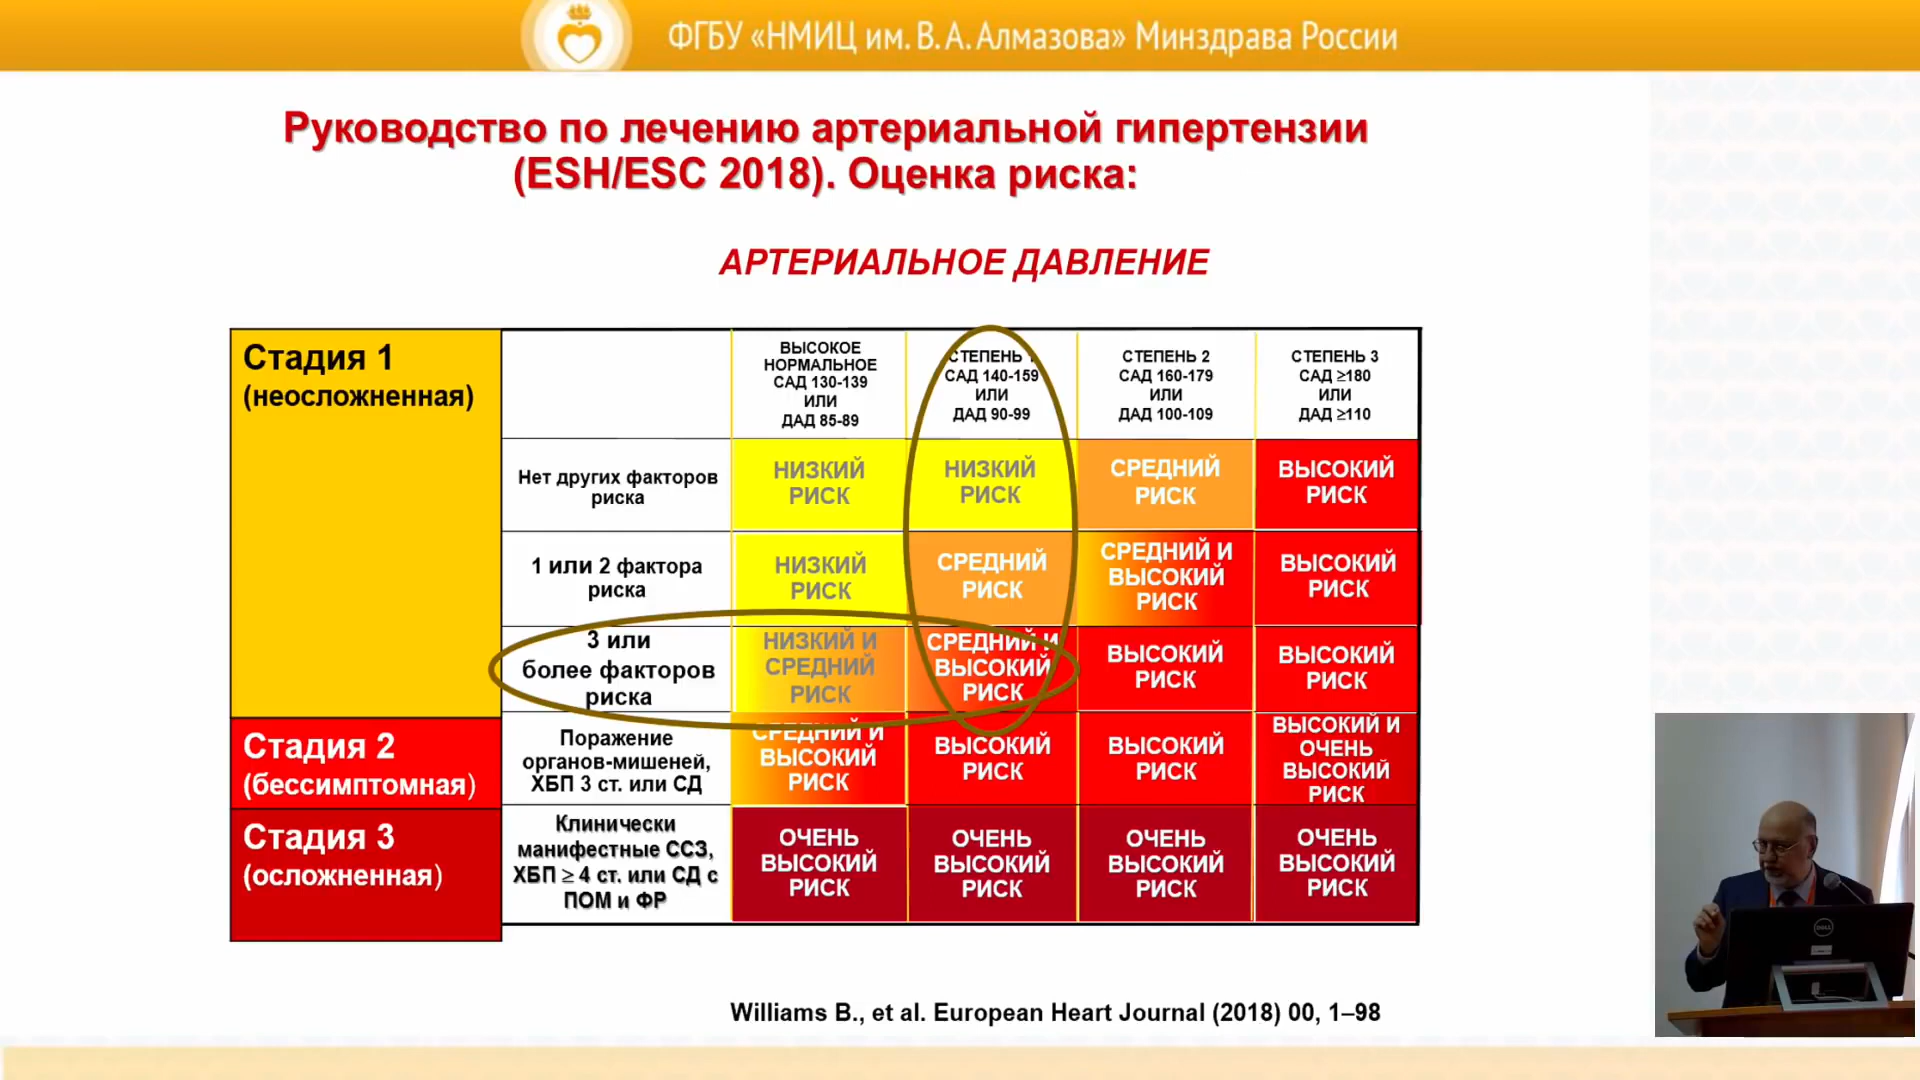 ФГБУ «НМИЦ им. В. А. Алмазова» Минздрава России
Руководство по лечению артериальной гипертензии
(ESH/ESC 2018). Оценка риска:
АРТЕРИАЛЬНОЕ ДАВЛЕНИЕ
Стадия 1
(неосложненная)
ВЫСОКОЕ
НОРМАЛЬНОЕ
САД 130-139
ИЛИ
ДАД 85-89
СТЕПЕНЬ 1
САД 140-159
ИЛИ
ДАД 90-99
СТЕПЕНЬ 2
САД 160-179
ИЛИ
ДАД 100-109
СТЕПЕНЬ 3
САД ≥180
ИЛИ
ДАД ≥110
Нет других факторов
риска
НИЗКИЙ
РИСК
НИЗКИЙ
РИСК
СРЕДНИЙ
РИСК
ВЫСОКИЙ
РИСК
1 или 2 фактора
риска
НИЗКИЙ
РИСК
СРЕДНИЙ
РИСК
СРЕДНИЙ И
ВЫСОКИЙ
РИСК
ВЫСОКИЙ
РИСК
3 или
более факторов
риска
НИЗКИЙ И
СРЕДНИЙ
РИСК
СРЕДНИЙ И
ВЫСОКИЙ
РИСК
ВЫСОКИЙ
РИСК
ВЫСОКИЙ
РИСК
Стадия 2
(бессимптомная)
Поражение
органов-мишеней,
ХБП 3 ст. или СД
СРЕДНИЙ И
ВЫСОКИЙ
РИСК
ВЫСОКИЙ
РИСК
ВЫСОКИЙ
РИСК
ВЫСОКИЙ И
ОЧЕНЬ
ВЫСОКИЙ
РИСК
Стадия 3
(осложненная)
Клинически
манифестные ССЗ,
ХБП ≥ 4 ст. или СД с
ПОМ и ФР
ОЧЕНЬ
ВЫСОКИЙ
РИСК
ОЧЕНЬ
ВЫСОКИЙ
РИСК
ОЧЕНЬ
ВЫСОКИЙ
РИСК
ОЧЕНЬ
ВЫСОКИЙ
РИСК
Williams B., et al. European Heart Journal (2018) 00, 1–98
DELL